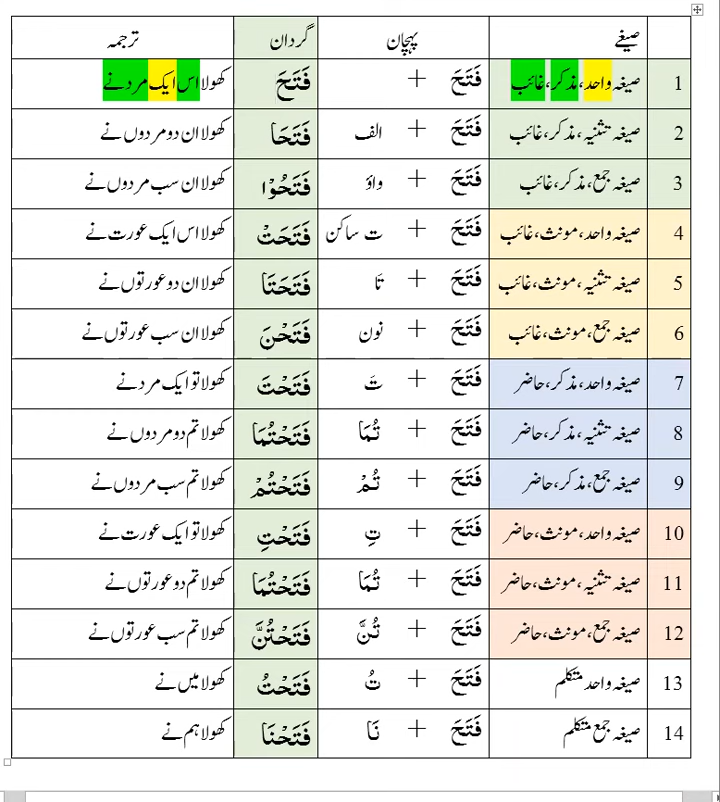 صیغے پہچان گردان ترجمہ
1 صیغہ واحد، مذکر، غائب فَتَحَ + فَتَحَ کھولا اس ایک مرد نے
2 صیغہ تثنیہ، مذکر، غائب فَتَحَ + الف فَتَحَا کھولا ان دو مردوں نے
3 صیغہ جمع، مذکر، غائب فَتَحَ + واؤ فَتَحُوْا کھولا ان سب مردوں نے
4 صیغہ واحد، مونث، غائب فَتَحَ + ت ساکن فَتَحَتْ کھولا اس ایک عورت نے
5 صیغہ تثنیہ، مونث، غائب فَتَحَ + تَا فَتَحَتَا کھولا ان دو عورتوں نے
6 صیغہ جمع، مونث، غائب فَتَحَ + نون فَتَحْنَ کھولا ان سب عورتوں نے
7 صیغہ واحد، مذکر، حاضر فَتَحَ + تَ فَتَحْتَ کھولا تو ایک مرد نے
8 صیغہ تثنیہ، مذکر، حاضر فَتَحَ + تُمَا فَتَحْتُمَا کھولا تم دو مردوں نے
9 صیغہ جمع، مذکر، حاضر فَتَحَ + تُمْ فَتَحْتُمْ کھولا تم سب مردوں نے
10 صیغہ واحد، مونث، حاضر فَتَحَ + تِ فَتَحْتِ کھولا تو ایک عورت نے
11 صیغہ تثنیہ، مونث، حاضر فَتَحَ + تُمَا فَتَحْتُمَا کھولا تم دو عورتوں نے
12 صیغہ جمع، مونث، حاضر فَتَحَ + تُنَّ فَتَحْتُنَّ کھولا تم سب عورتوں نے
13 صیغہ واحد متکلم فَتَحَ + تُ فَتَحْتُ کھولا میں نے
14 صیغہ جمع متکلم فَتَحَ + نَا فَتَحْنَا کھولا ہم نے